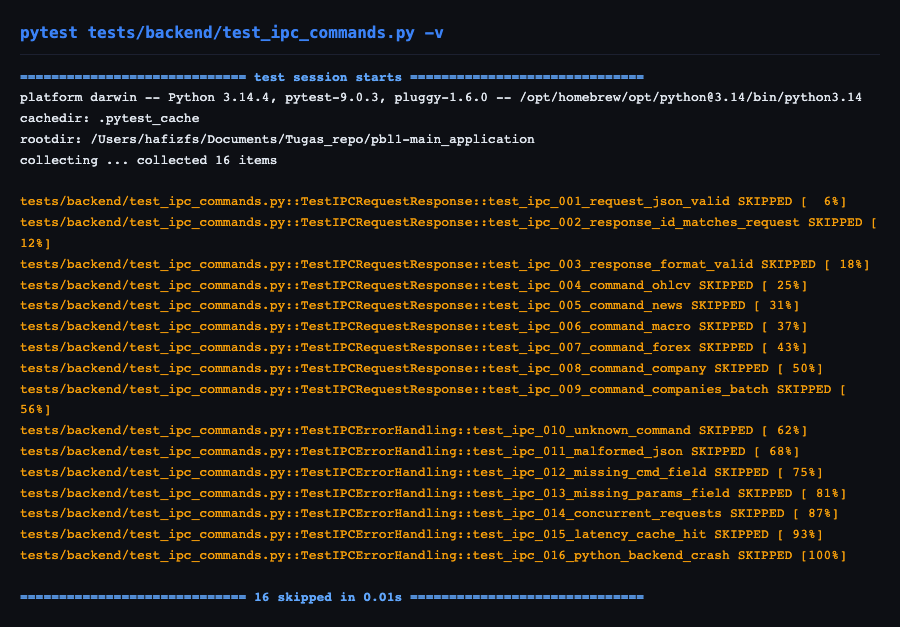 pytest tests/backend/test_ipc_commands.py -v
============================= test session starts ==============================
platform darwin -- Python 3.14.4, pytest-9.0.3, pluggy-1.6.0 -- /opt/homebrew/opt/python@3.14/bin/python3.14
cachedir: .pytest_cache
rootdir: /Users/hafizfs/Documents/Tugas_repo/pbl1-main_application
collecting ... collected 16 items
tests/backend/test_ipc_commands.py::TestIPCRequestResponse::test_ipc_001_request_json_valid SKIPPED [  6%]
tests/backend/test_ipc_commands.py::TestIPCRequestResponse::test_ipc_002_response_id_matches_request SKIPPED [
12%]
tests/backend/test_ipc_commands.py::TestIPCRequestResponse::test_ipc_003_response_format_valid SKIPPED [ 18%]
tests/backend/test_ipc_commands.py::TestIPCRequestResponse::test_ipc_004_command_ohlcv SKIPPED [ 25%]
tests/backend/test_ipc_commands.py::TestIPCRequestResponse::test_ipc_005_command_news SKIPPED [ 31%]
tests/backend/test_ipc_commands.py::TestIPCRequestResponse::test_ipc_006_command_macro SKIPPED [ 37%]
tests/backend/test_ipc_commands.py::TestIPCRequestResponse::test_ipc_007_command_forex SKIPPED [ 43%]
tests/backend/test_ipc_commands.py::TestIPCRequestResponse::test_ipc_008_command_company SKIPPED [ 50%]
tests/backend/test_ipc_commands.py::TestIPCRequestResponse::test_ipc_009_command_companies_batch SKIPPED [
56%]
tests/backend/test_ipc_commands.py::TestIPCErrorHandling::test_ipc_010_unknown_command SKIPPED [ 62%]
tests/backend/test_ipc_commands.py::TestIPCErrorHandling::test_ipc_011_malformed_json SKIPPED [ 68%]
tests/backend/test_ipc_commands.py::TestIPCErrorHandling::test_ipc_012_missing_cmd_field SKIPPED [ 75%]
tests/backend/test_ipc_commands.py::TestIPCErrorHandling::test_ipc_013_missing_params_field SKIPPED [ 81%]
tests/backend/test_ipc_commands.py::TestIPCErrorHandling::test_ipc_014_concurrent_requests SKIPPED [ 87%]
tests/backend/test_ipc_commands.py::TestIPCErrorHandling::test_ipc_015_latency_cache_hit SKIPPED [ 93%]
tests/backend/test_ipc_commands.py::TestIPCErrorHandling::test_ipc_016_python_backend_crash SKIPPED [100%]
============================= 16 skipped in 0.01s ==============================